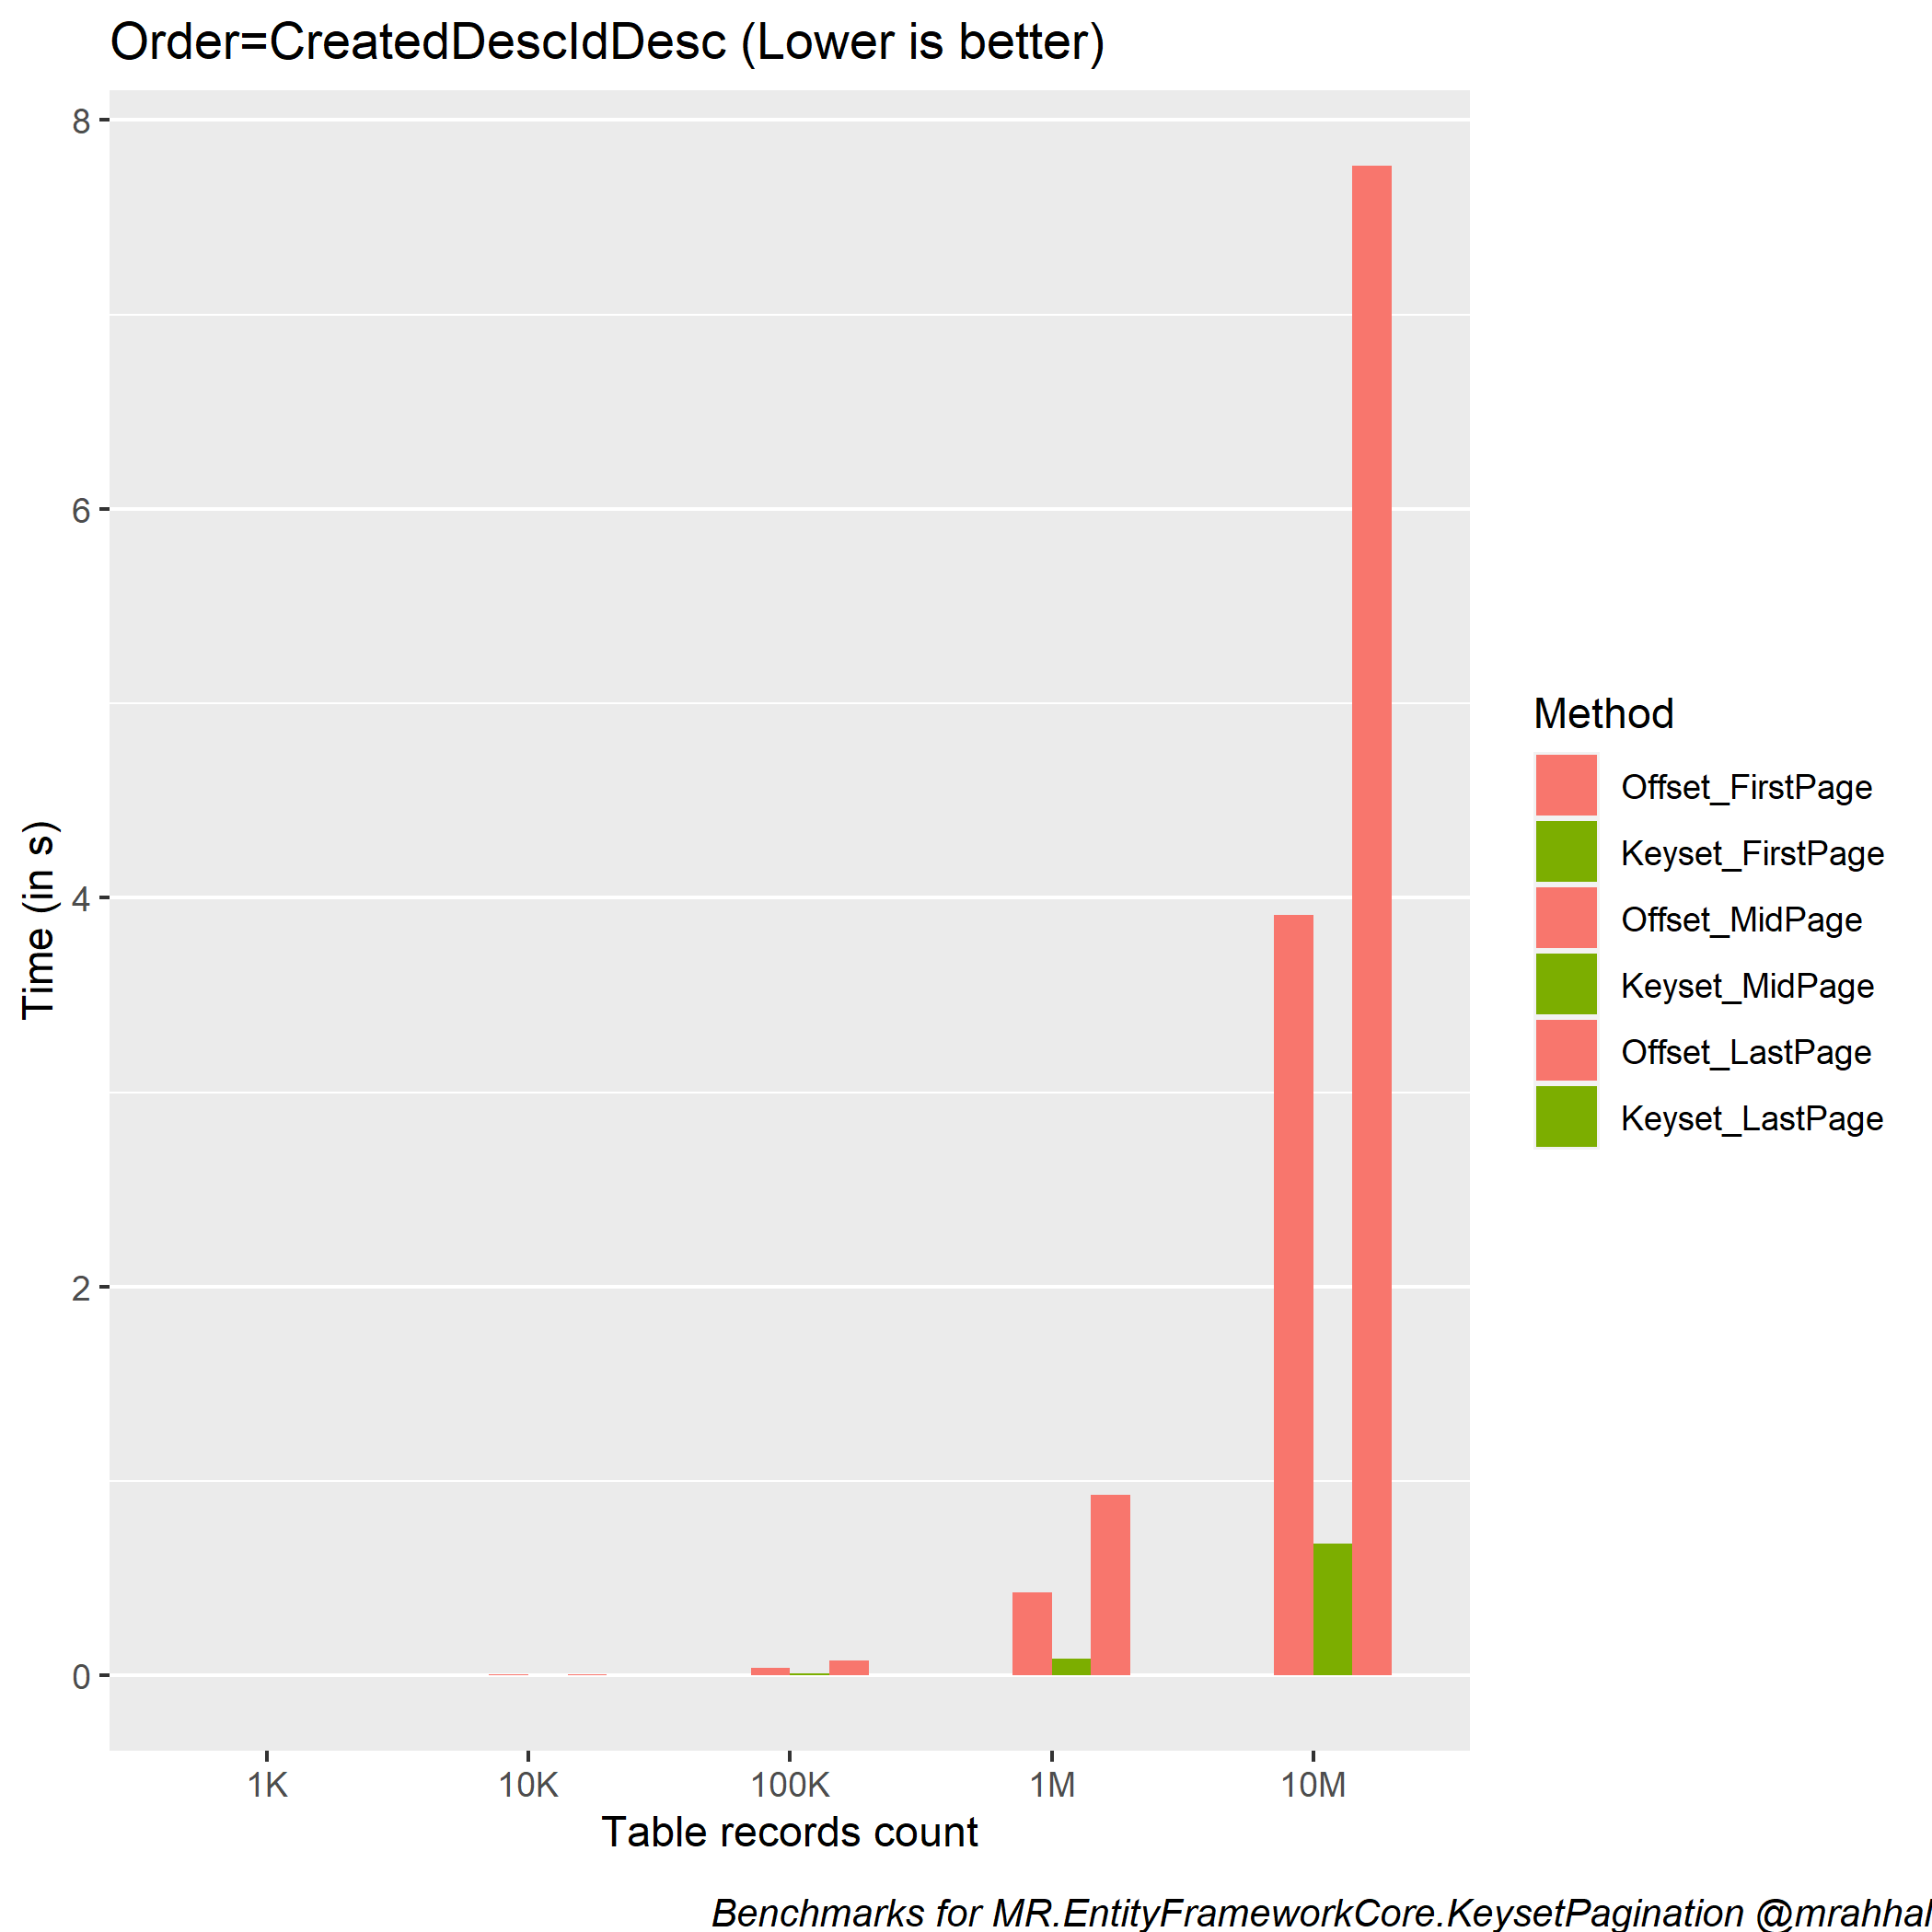 Order=CreatedDescIdDesc (Lower is better)
8
6
4
2
0
Time (in s)
1K 10K 100K 1M 10M
Table records count
Method
Offset_FirstPage
Keyset_FirstPage
Offset_MidPage
Keyset_MidPage
Offset_LastPage
Keyset_LastPage
Benchmarks for MR.EntityFrameworkCore.KeysetPagination @mrahhal